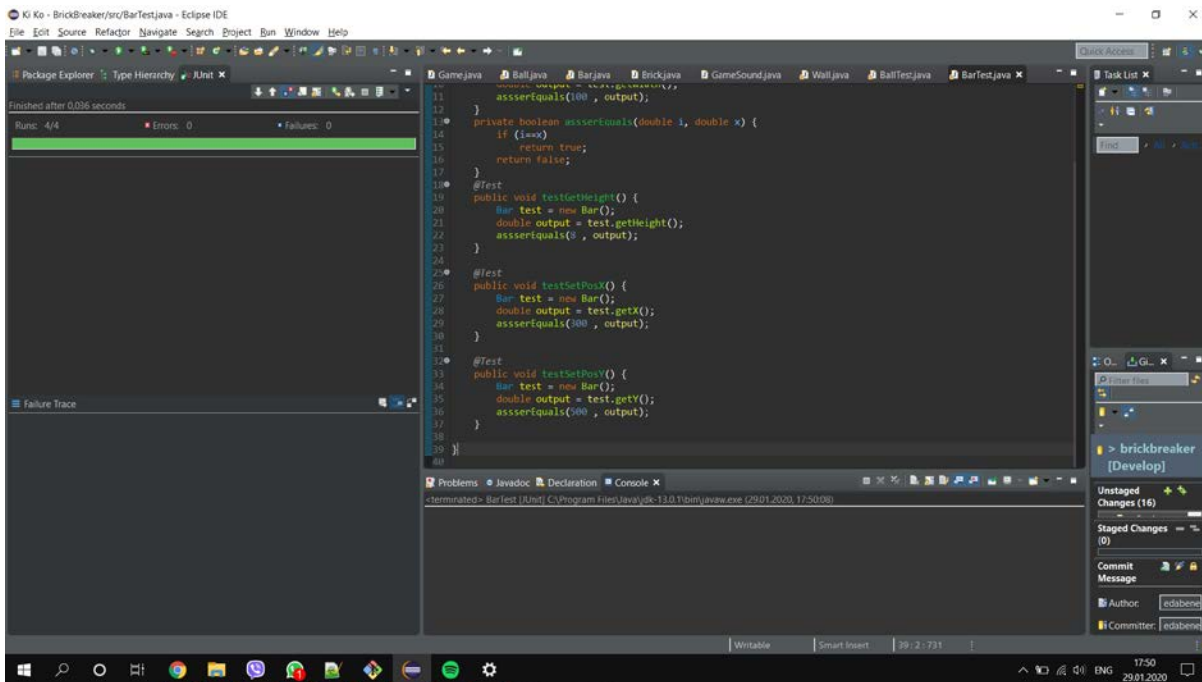 Ki Ko - BrickBreaker/src/BarTest.java - Eclipse IDE
File Edit Source Refactor Navigate Search Project Run Window Help
Quick Access
Package Explorer Type Hierarchy JUnit
Game.java Ball.java Bar.java Brick.java GameSound.java Wall.java BallTest.java BarTest.java
Task List
Finished after 0,036 seconds
Runs: 4/4 Errors: 0 Failures: 0
11 assserEquals(100 , output);
12 }
13 private boolean assserEquals(double i, double x) {
14 if (i==x)
15 return true;
16 return false;
17 }
18 @Test
19 public void testGetHeight() {
20 Bar test = new Bar();
21 double output = test.getHeight();
22 assserEquals(8 , output);
23 }
24
25 @Test
26 public void testSetPosX() {
27 Bar test = new Bar();
28 double output = test.getX();
29 assserEquals(300 , output);
30 }
31
32 @Test
33 public void testSetPosY() {
34 Bar test = new Bar();
35 double output = test.getY();
36 assserEquals(500 , output);
37 }
38
39 }
40
Find All
Failure Trace
O... Gi...
Filter files
> brickbreaker
[Develop]
Unstaged
Changes (16)
Staged Changes
(0)
Commit
Message
Author: edabene
Committer: edabene
Problems Javadoc Declaration Console
<terminated> BarTest [JUnit] C:\Program Files\Java\jdk-13.0.1\bin\javaw.exe (29.01.2020, 17:50:08)
Writable Smart Insert 39 : 2 : 731
ENG 17:50
29.01.2020